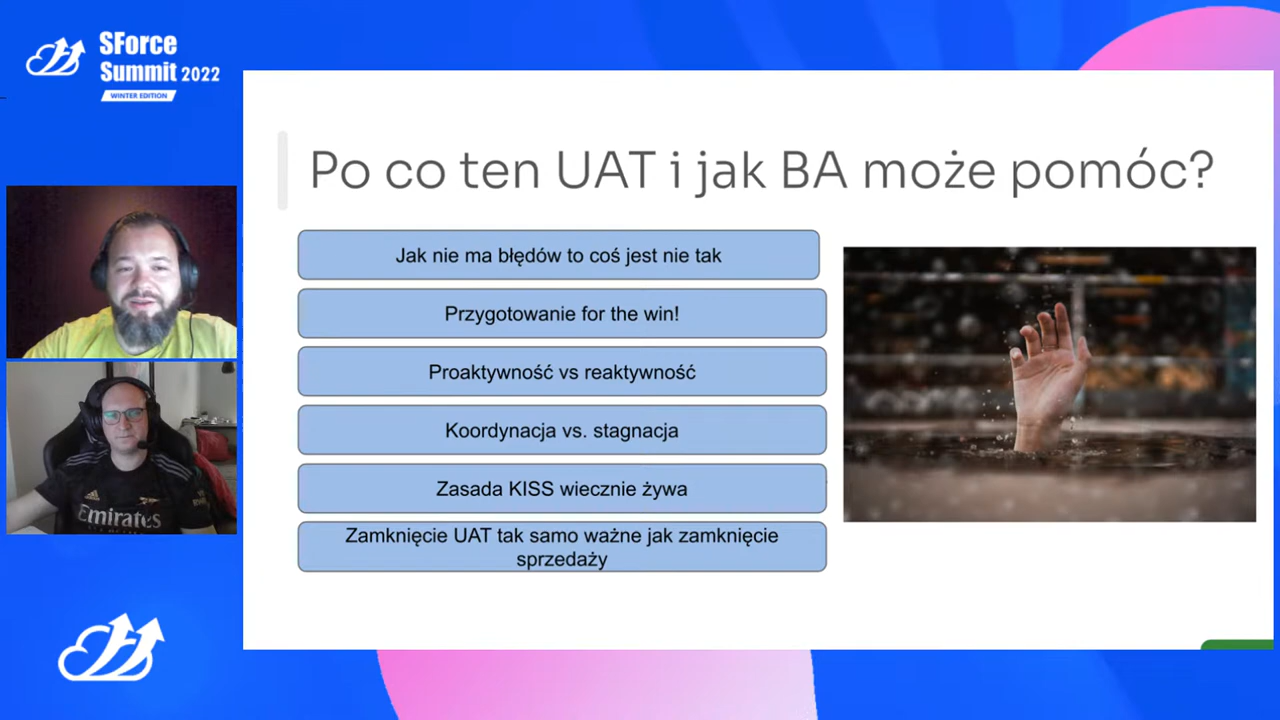 SForce
Summit 2022
WINTER EDITION
Po co ten UAT i jak BA może pomóc?
Jak nie ma błędów to coś jest nie tak
Przygotowanie for the win!
Proaktywność vs reaktywność
Koordynacja vs. stagnacja
Zasada KISS wiecznie żywa
Zamknięcie UAT tak samo ważne jak zamknięcie
sprzedaży
Emirates